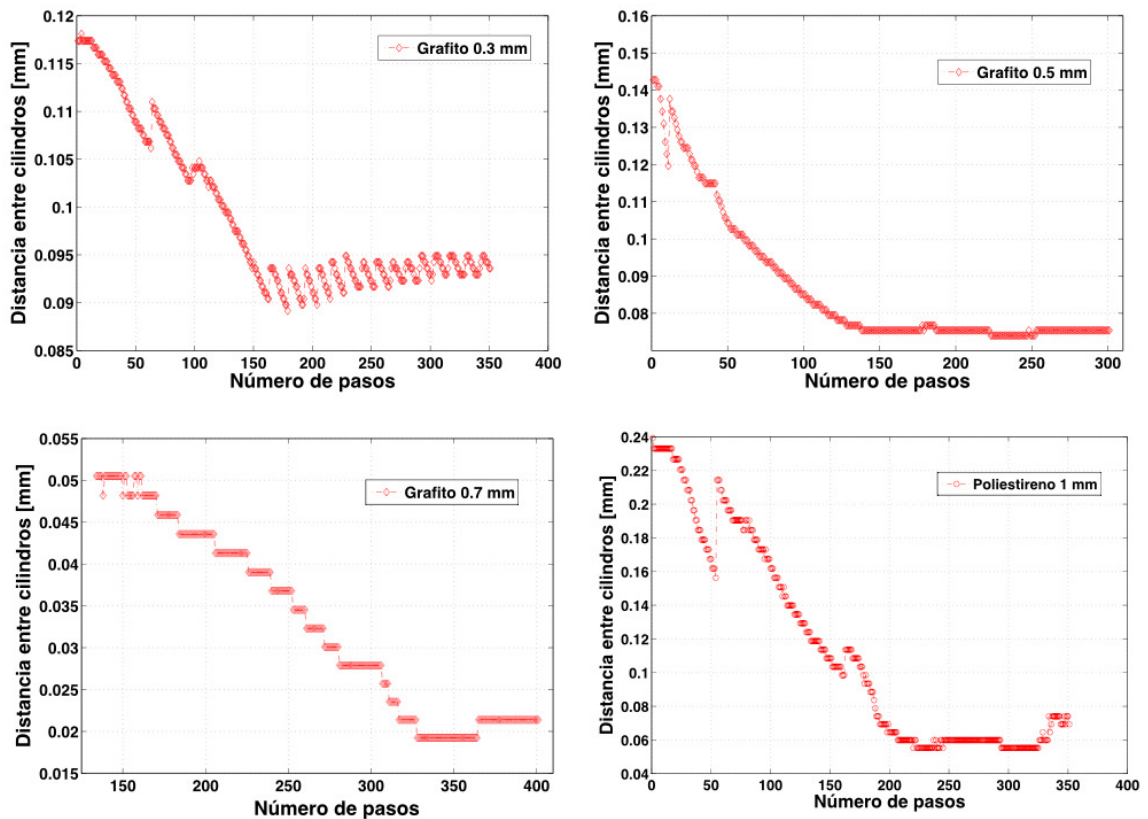 0.12
0.115
0.11
0.105
0.1
0.095
0.09
0.085
0 50 100 150 200 250 300 350 400
Distancia entre cilindros [mm]
Número de pasos
Grafito 0.3 mm
0.16
0.15
0.14
0.13
0.12
0.11
0.1
0.09
0.08
0 50 100 150 200 250 300
Distancia entre cilindros [mm]
Número de pasos
Grafito 0.5 mm
0.055
0.05
0.045
0.04
0.035
0.03
0.025
0.02
0.015
150 200 250 300 350 400
Distancia entre cilindros [mm]
Número de pasos
Grafito 0.7 mm
0.24
0.22
0.2
0.18
0.16
0.14
0.12
0.1
0.08
0.06
0.04
0 50 100 150 200 250 300 350 400
Distancia entre cilindros [mm]
Número de pasos
Poliestireno 1 mm